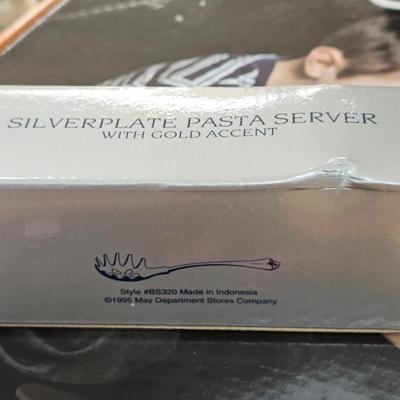 SILVERPLATE PASTA SERVER
WITH GOLD ACCENT
Style #BS320 Made in Indonesia
©1995 May Department Stores Company